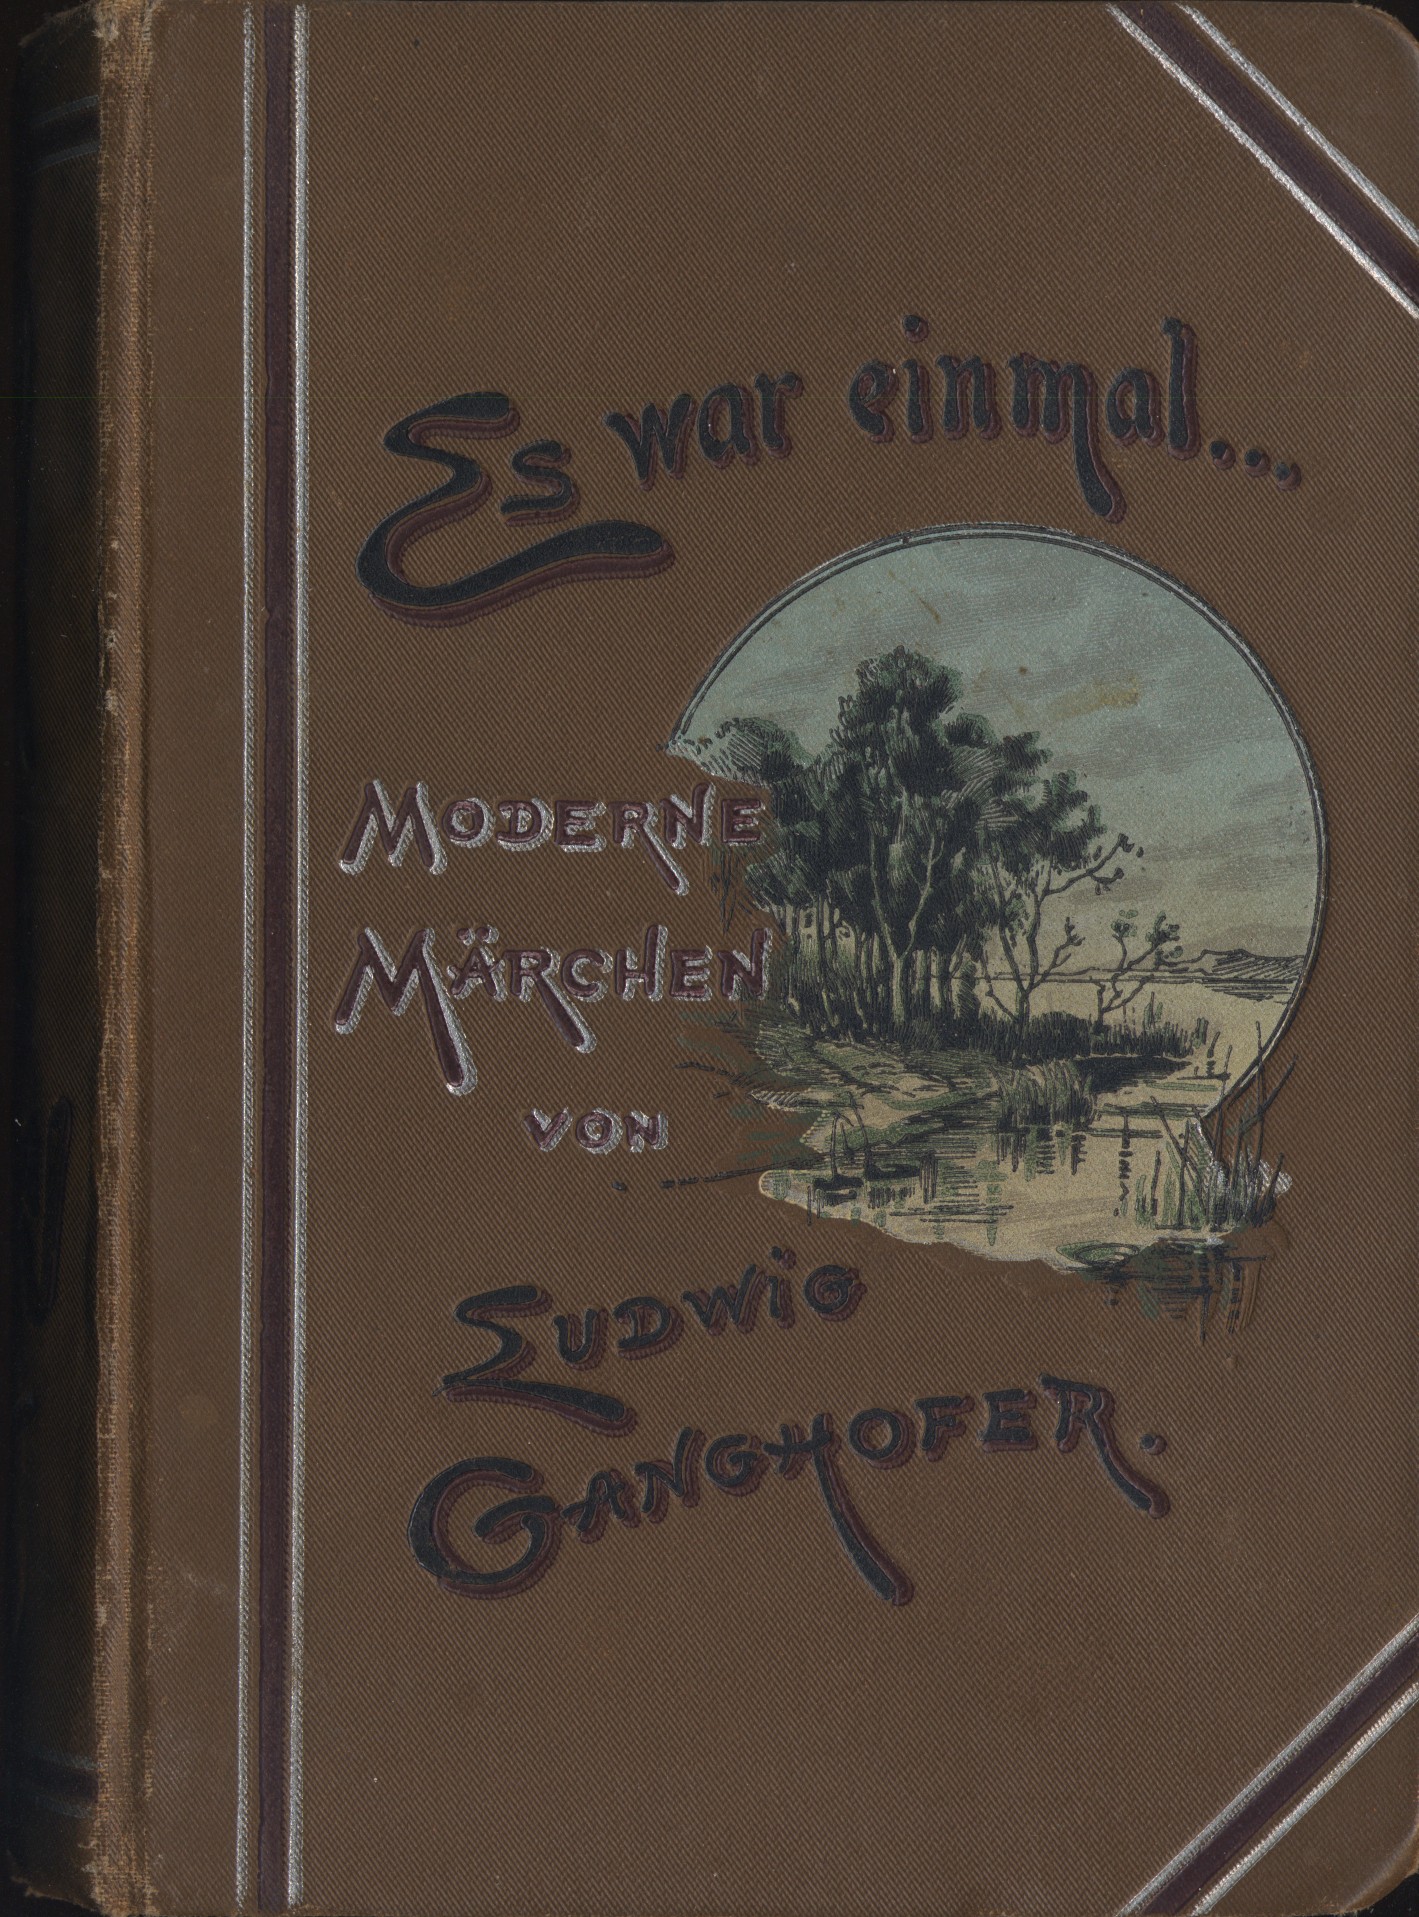 Es war einmal...
MODERNE
MÄRCHEN
VON
LUDWIG
GANGHOFER.